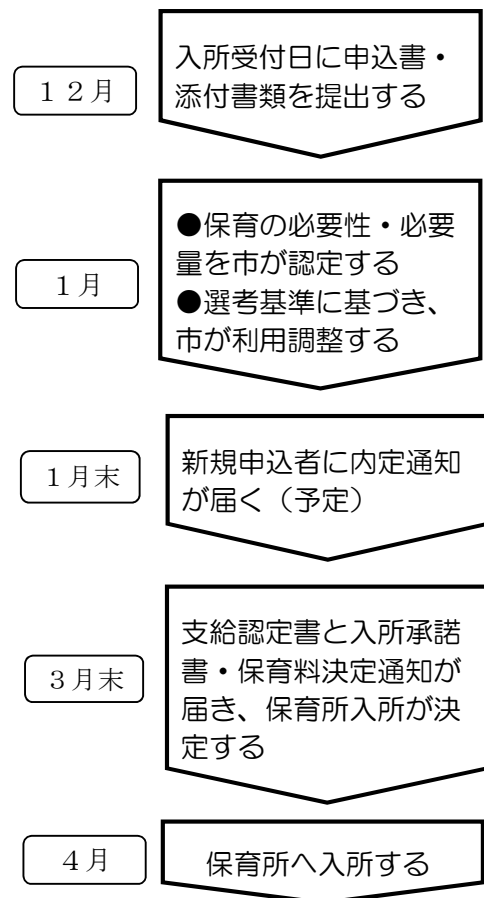 １２月
入所受付日に申込書・
添付書類を提出する
１月
●保育の必要性・必要
量を市が認定する
●選考基準に基づき、
市が利用調整する
１月末
新規申込者に内定通知
が届く（予定）
３月末
支給認定書と入所承諾
書・保育料決定通知が
届き、保育所入所が決
定する
４月
保育所へ入所する